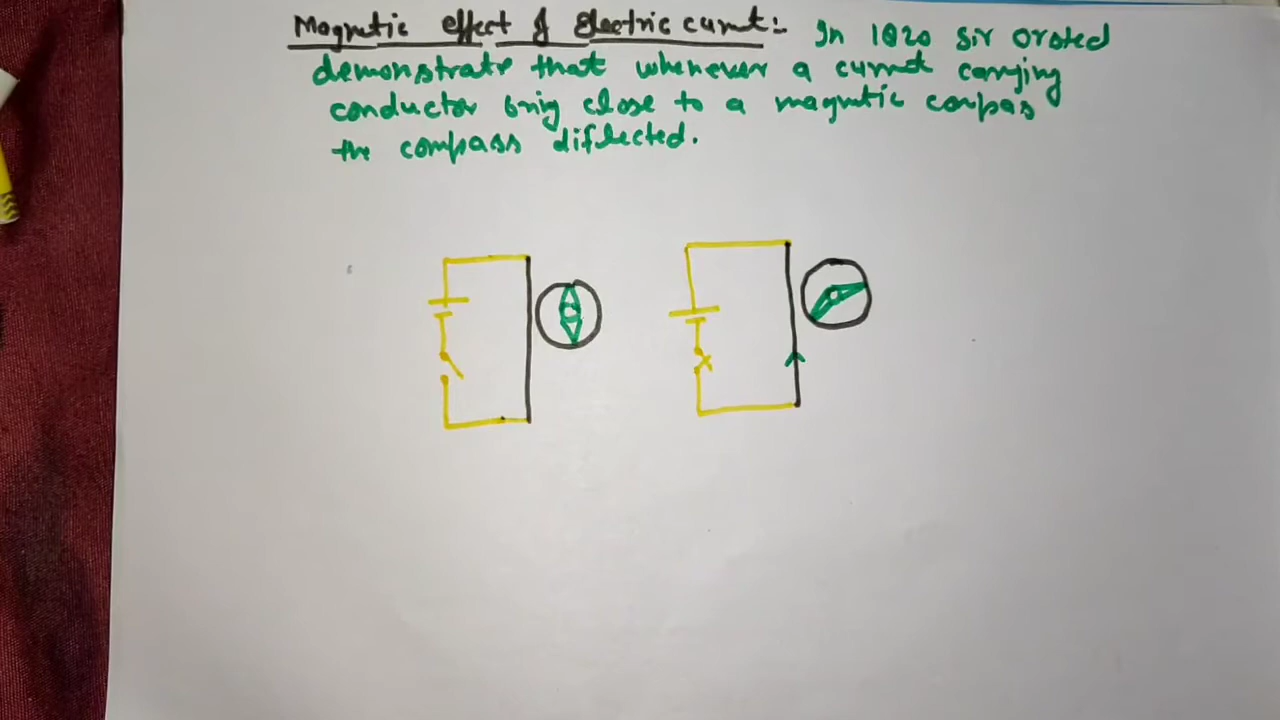 Magnetic effect of Electric current:- In 1820 sir orsted
demonstrate that whenever a current carrying
conductor bring close to a magnetic compas
the compass diflected.